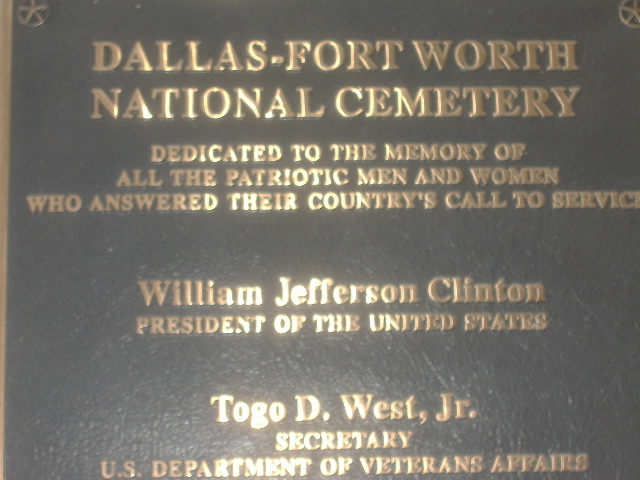 DALLAS-FORT WORTH
NATIONAL CEMETERY
DEDICATED TO THE MEMORY OF
ALL THE PATRIOTIC MEN AND WOMEN
WHO ANSWERED THEIR COUNTRY'S CALL TO SERVICE
William Jefferson Clinton
PRESIDENT OF THE UNITED STATES
Togo D. West, Jr.
SECRETARY
U.S. DEPARTMENT OF VETERANS AFFAIRS